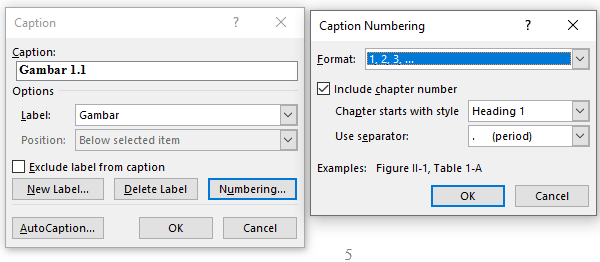 Caption
? ×
Caption:
Gambar 1.1
Options
Label: Gambar
Position: Below selected item
Exclude label from caption
New Label... Delete Label Numbering...
AutoCaption... OK Cancel
Caption Numbering
? ×
Format: 1, 2, 3, ...
Include chapter number
Chapter starts with style Heading 1
Use separator: . (period)
Examples: Figure II-1, Table 1-A
OK Cancel
5